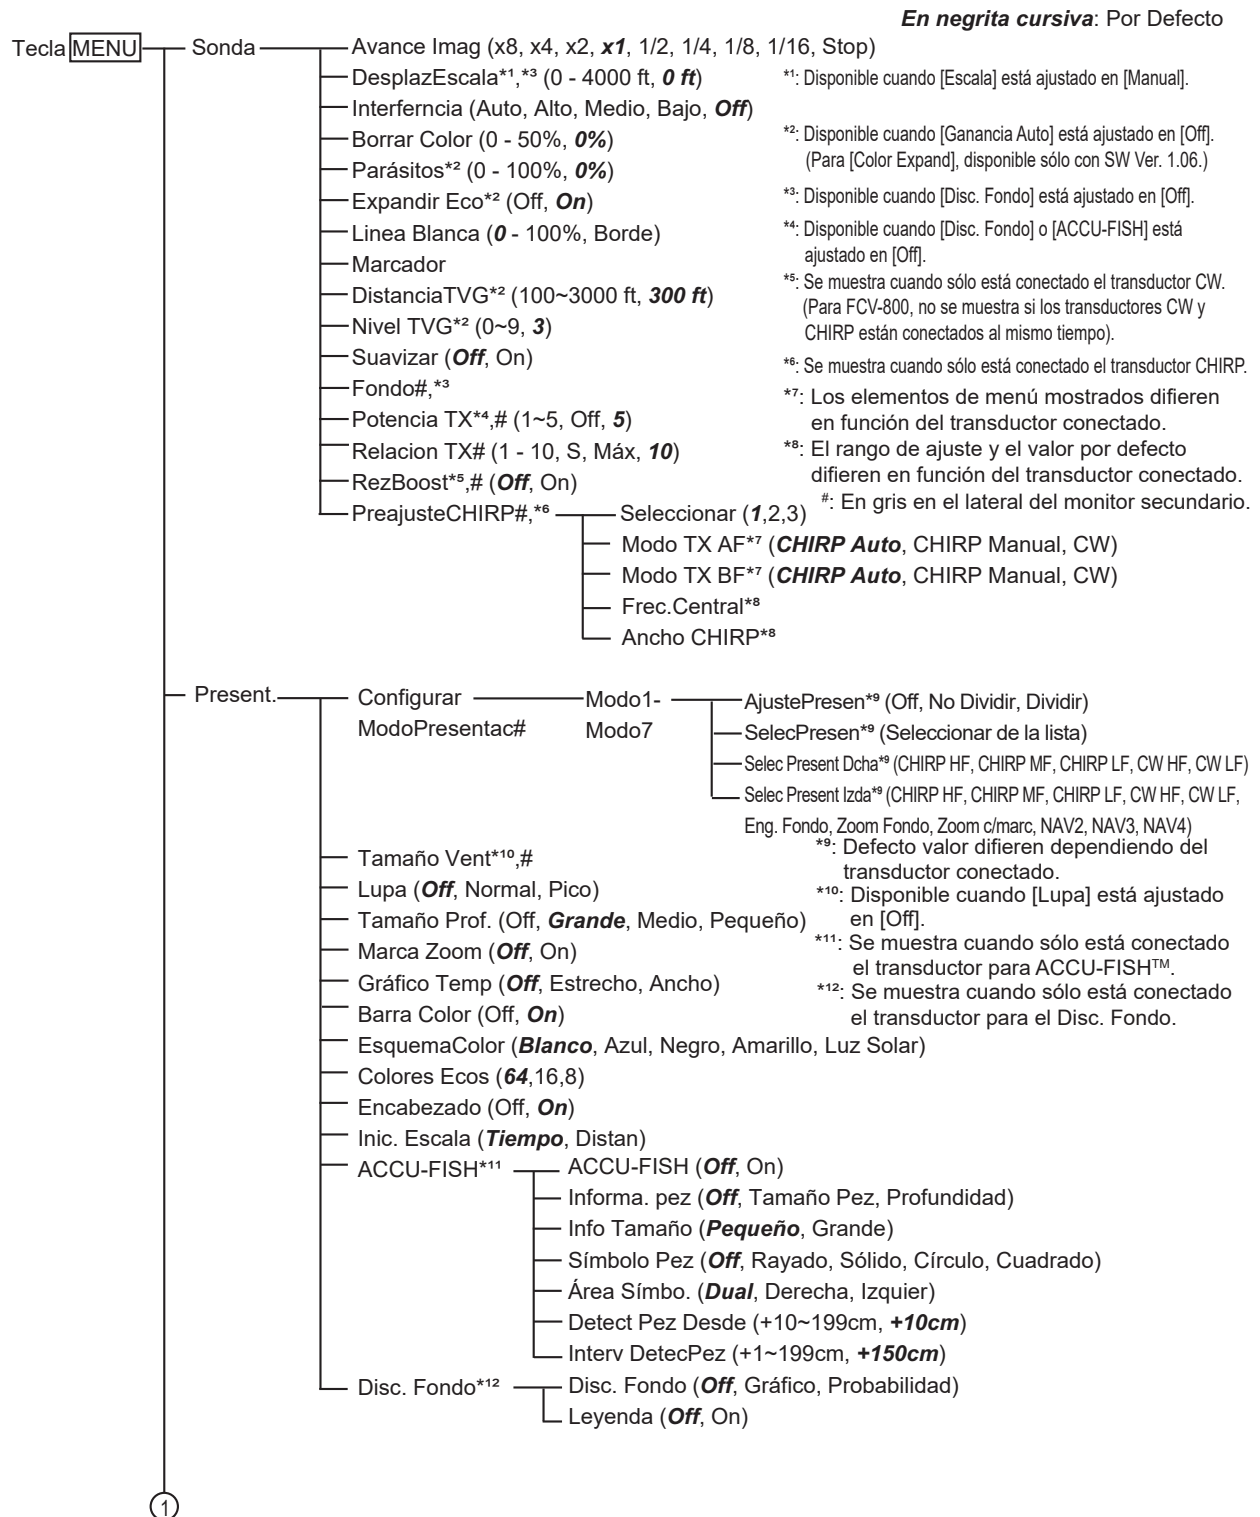 En negrita cursiva: Por Defecto
Tecla MENU
Sonda
Avance Imag (x8, x4, x2, x1, 1/2, 1/4, 1/8, 1/16, Stop)
DesplazEscala*¹,*³ (0 - 4000 ft, 0 ft)
Interferncia (Auto, Alto, Medio, Bajo, Off)
Borrar Color (0 - 50%, 0%)
Parásitos*² (0 - 100%, 0%)
Expandir Eco*² (Off, On)
Linea Blanca (0 - 100%, Borde)
Marcador
DistanciaTVG*² (100~3000 ft, 300 ft)
Nivel TVG*² (0~9, 3)
Suavizar (Off, On)
Fondo#,*³
Potencia TX*⁴,# (1~5, Off, 5)
Relacion TX# (1 - 10, S, Máx, 10)
RezBoost*⁵,# (Off, On)
PreajusteCHIRP#,*⁶
Seleccionar (1,2,3)
Modo TX AF*⁷ (CHIRP Auto, CHIRP Manual, CW)
Modo TX BF*⁷ (CHIRP Auto, CHIRP Manual, CW)
Frec.Central*⁸
Ancho CHIRP*⁸
*¹: Disponible cuando [Escala] está ajustado en [Manual].
*²: Disponible cuando [Ganancia Auto] está ajustado en [Off].
(Para [Color Expand], disponible sólo con SW Ver. 1.06.)
*³: Disponible cuando [Disc. Fondo] está ajustado en [Off].
*⁴: Disponible cuando [Disc. Fondo] o [ACCU-FISH] está
ajustado en [Off].
*⁵: Se muestra cuando sólo está conectado el transductor CW.
(Para FCV-800, no se muestra si los transductores CW y
CHIRP están conectados al mismo tiempo).
*⁶: Se muestra cuando sólo está conectado el transductor CHIRP.
*⁷: Los elementos de menú mostrados difieren
en función del transductor conectado.
*⁸: El rango de ajuste y el valor por defecto
difieren en función del transductor conectado.
#: En gris en el lateral del monitor secundario.
Present.
Configurar
ModoPresentac#
Modo1-
Modo7
AjustePresen*⁹ (Off, No Dividir, Dividir)
SelecPresen*⁹ (Seleccionar de la lista)
Selec Present Dcha*⁹ (CHIRP HF, CHIRP MF, CHIRP LF, CW HF, CW LF)
Selec Present Izda*⁹ (CHIRP HF, CHIRP MF, CHIRP LF, CW HF, CW LF,
Eng. Fondo, Zoom Fondo, Zoom c/marc, NAV2, NAV3, NAV4)
Tamaño Vent*¹⁰,#
Lupa (Off, Normal, Pico)
Tamaño Prof. (Off, Grande, Medio, Pequeño)
Marca Zoom (Off, On)
Gráfico Temp (Off, Estrecho, Ancho)
Barra Color (Off, On)
EsquemaColor (Blanco, Azul, Negro, Amarillo, Luz Solar)
Colores Ecos (64,16,8)
Encabezado (Off, On)
Inic. Escala (Tiempo, Distan)
*⁹: Defecto valor difieren dependiendo del
transductor conectado.
*¹⁰: Disponible cuando [Lupa] está ajustado
en [Off].
*¹¹: Se muestra cuando sólo está conectado
el transductor para ACCU-FISH™.
*¹²: Se muestra cuando sólo está conectado
el transductor para el Disc. Fondo.
ACCU-FISH*¹¹
ACCU-FISH (Off, On)
Informa. pez (Off, Tamaño Pez, Profundidad)
Info Tamaño (Pequeño, Grande)
Símbolo Pez (Off, Rayado, Sólido, Círculo, Cuadrado)
Área Símbo. (Dual, Derecha, Izquier)
Detect Pez Desde (+10~199cm, +10cm)
Interv DetecPez (+1~199cm, +150cm)
Disc. Fondo*¹²
Disc. Fondo (Off, Gráfico, Probabilidad)
Leyenda (Off, On)
1